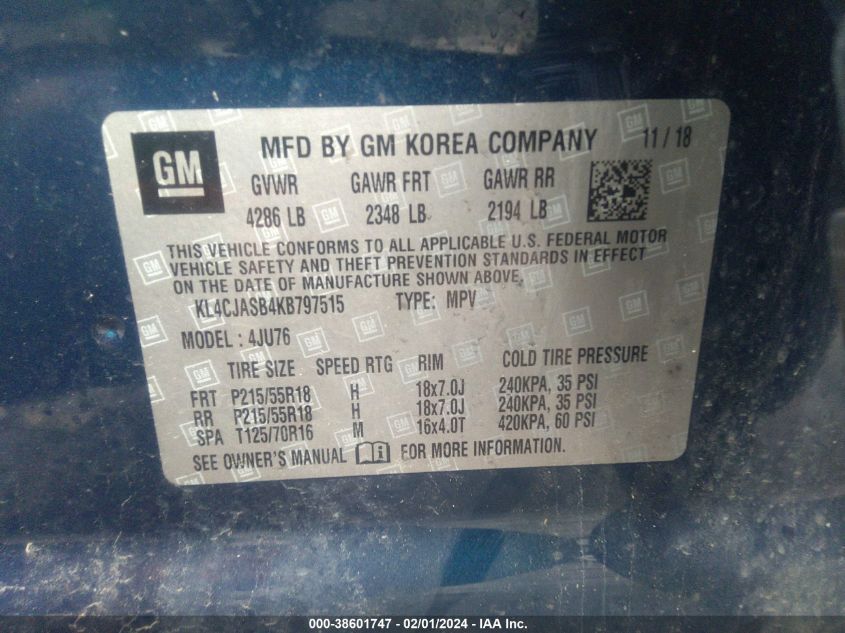 GM MFD BY GM KOREA COMPANY 11 / 18
GVWR GAWR FRT GAWR RR
4286 LB 2348 LB 2194 LB
THIS VEHICLE CONFORMS TO ALL APPLICABLE U.S. FEDERAL MOTOR
VEHICLE SAFETY AND THEFT PREVENTION STANDARDS IN EFFECT
ON THE DATE OF MANUFACTURE SHOWN ABOVE.
KL4CJASB4KB797515 TYPE: MPV
MODEL : 4JU76
TIRE SIZE SPEED RTG RIM COLD TIRE PRESSURE
FRT P215/55R18 H 18x7.0J 240KPA, 35 PSI
RR P215/55R18 H 18x7.0J 240KPA, 35 PSI
SPA T125/70R16 M 16x4.0T 420KPA, 60 PSI
SEE OWNER'S MANUAL FOR MORE INFORMATION.
000-38601747 - 02/01/2024 - IAA Inc.